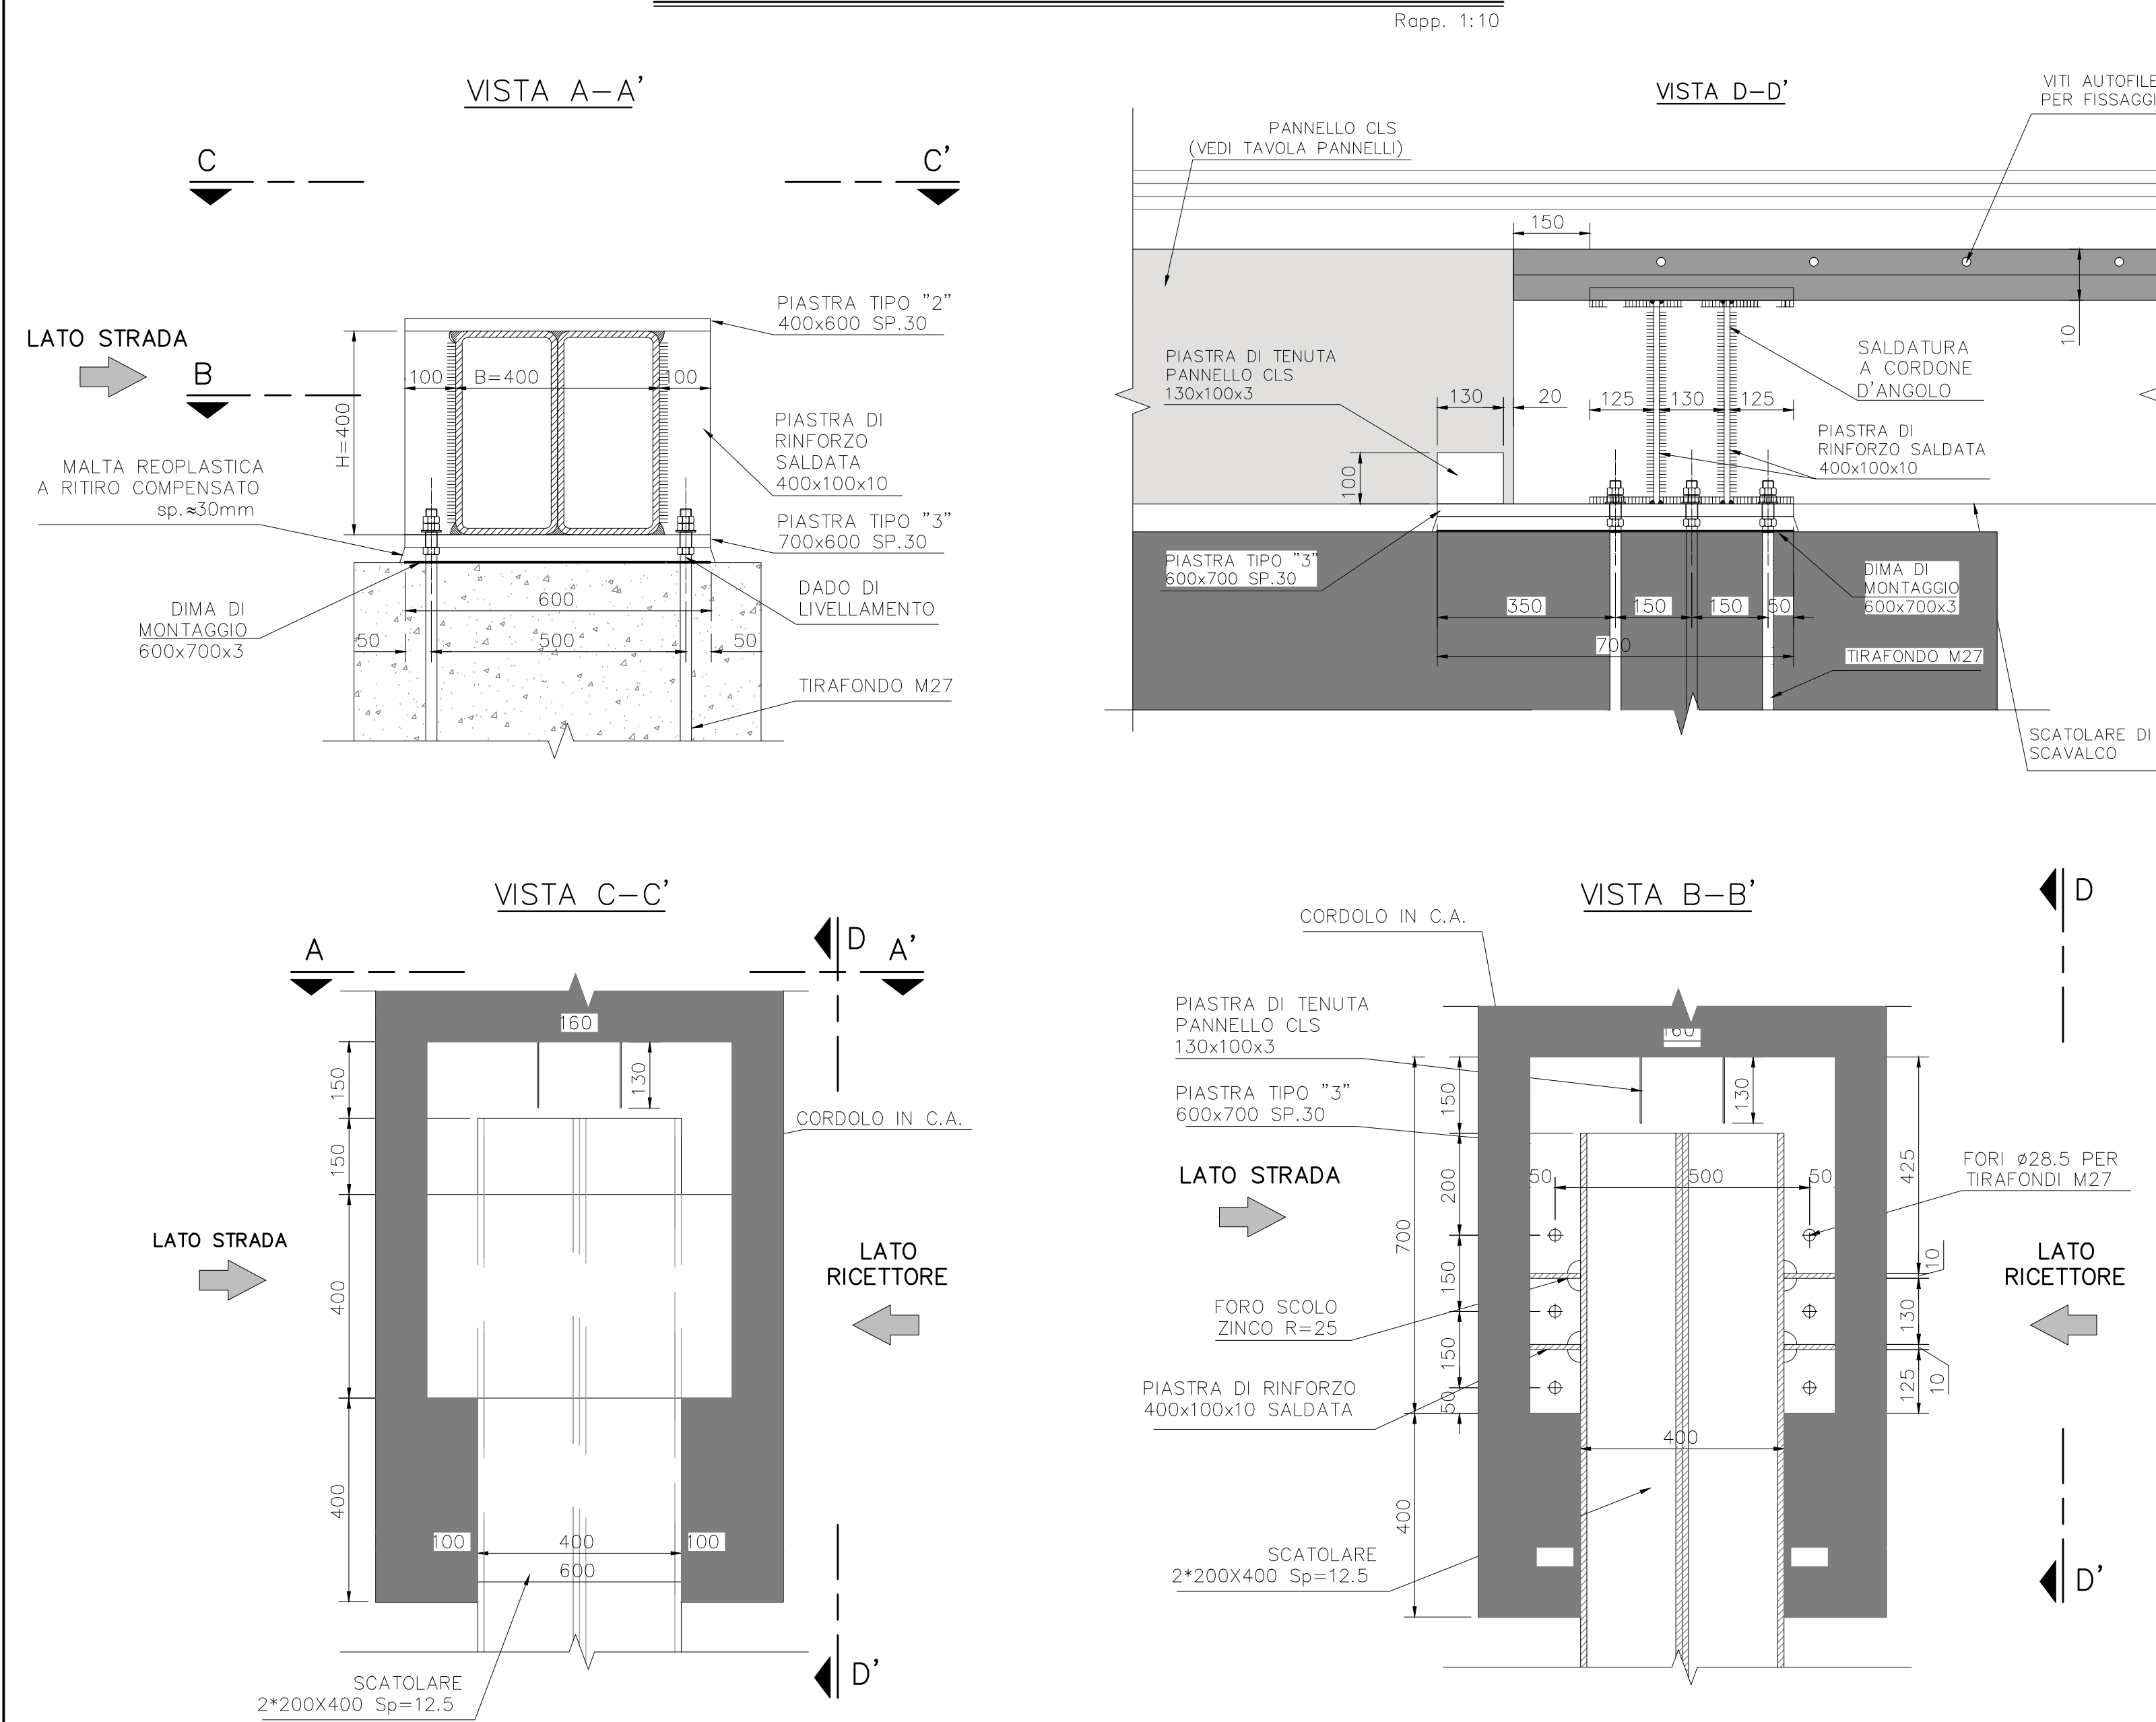 Rapp. 1:10
VISTA A-A'
C
C'
PIASTRA TIPO "2"
400x600 SP.30
LATO STRADA
B
100
B=400
100
H=400
PIASTRA DI
RINFORZO
SALDATA
400x100x10
MALTA REOPLASTICA
A RITIRO COMPENSATO
sp.≈30mm
PIASTRA TIPO "3"
700x600 SP.30
DADO DI
LIVELLAMENTO
DIMA DI
MONTAGGIO
600x700x3
600
50
500
50
TIRAFONDO M27
VISTA D-D'
VITI AUTOFILE
PER FISSAGGI
PANNELLO CLS
(VEDI TAVOLA PANNELLI)
150
10
PIASTRA DI TENUTA
PANNELLO CLS
130x100x3
SALDATURA
A CORDONE
D'ANGOLO
130
20
125
130
125
PIASTRA DI
RINFORZO SALDATA
400x100x10
100
PIASTRA TIPO "3"
600x700 SP.30
DIMA DI
MONTAGGIO
600x700x3
350
150
150
50
700
TIRAFONDO M27
SCATOLARE DI
SCAVALCO
VISTA C-C'
A
D
A'
160
150
130
CORDOLO IN C.A.
150
LATO STRADA
400
LATO
RICETTORE
400
100
400
100
600
D'
SCATOLARE
2*200X400 Sp=12.5
VISTA B-B'
D
CORDOLO IN C.A.
160
PIASTRA DI TENUTA
PANNELLO CLS
130x100x3
PIASTRA TIPO "3"
600x700 SP.30
150
130
425
LATO STRADA
200
50
500
50
FORI ø28.5 PER
TIRAFONDI M27
700
150
10
LATO
RICETTORE
FORO SCOLO
ZINCO R=25
130
150
PIASTRA DI RINFORZO
400x100x10 SALDATA
50
125
10
400
400
SCATOLARE
2*200X400 Sp=12.5
D'